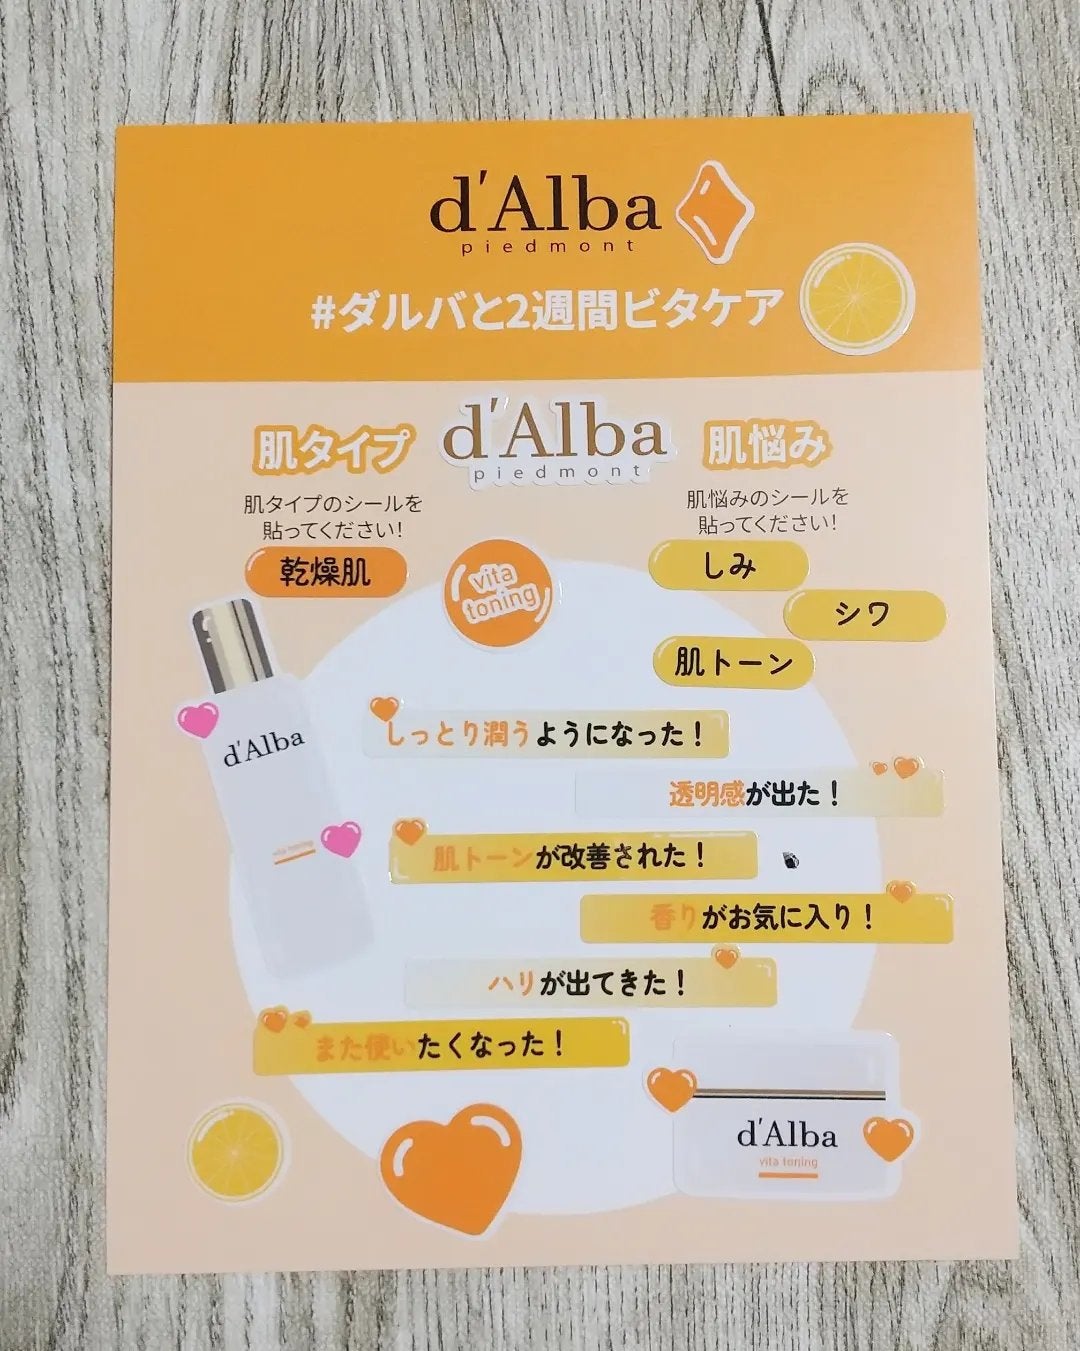 d'Alba
piedmont
#ダルバと2週間ビタケア
肌タイプ
d'Alba
piedmont
肌悩み
肌タイプのシールを
貼ってください!
肌悩みのシールを
貼ってください!
乾燥肌
vita
toning
しみ
シワ
肌トーン
d'Alba
vita toning
しっとり潤うようになった！
透明感が出た！
肌トーンが改善された！
香りがお気に入り！
ハリが出てきた！
また使いたくなった！
d'Alba
vita toning